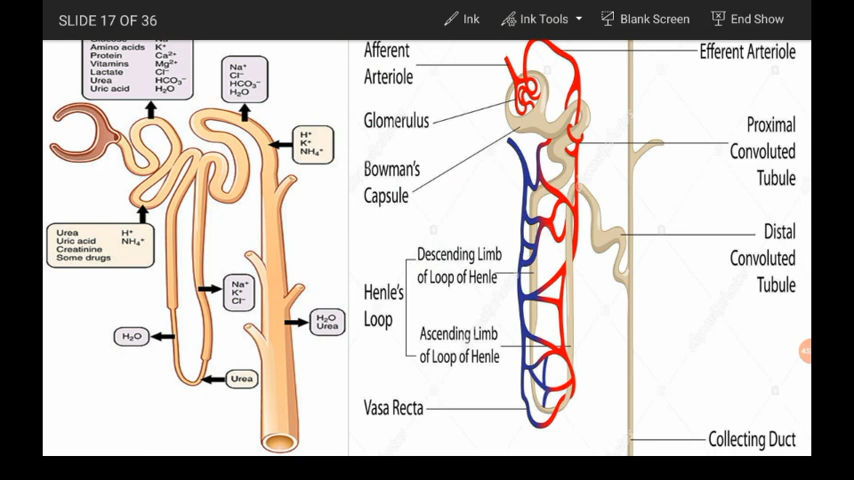 SLIDE 17 OF 36
Ink
Ink Tools
Blank Screen
End Show
Amino acids K⁺
Protein Ca²⁺
Vitamins Mg²⁺
Lactate Cl⁻
Urea HCO₃⁻
Uric acid H₂O
Na⁺
Cl⁻
HCO₃⁻
H₂O
H⁺
K⁺
NH₄⁺
Urea H⁺
Uric acid NH₄⁺
Creatinine
Some drugs
Na⁺
K⁺
Cl⁻
H₂O
H₂O
Urea
Urea
Afferent
Arteriole
Efferent Arteriole
Glomerulus
Proximal
Convoluted
Tubule
Bowman's
Capsule
Distal
Convoluted
Tubule
Descending Limb
of Loop of Henle
Henle's
Loop
Ascending Limb
of Loop of Henle
Vasa Recta
Collecting Duct